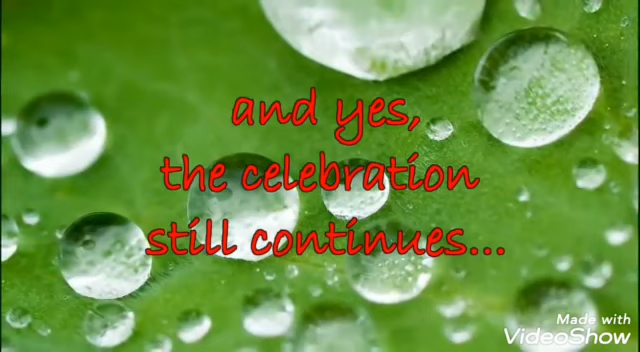 and yes,
the celebration
still continues...
Made with
VideoShow